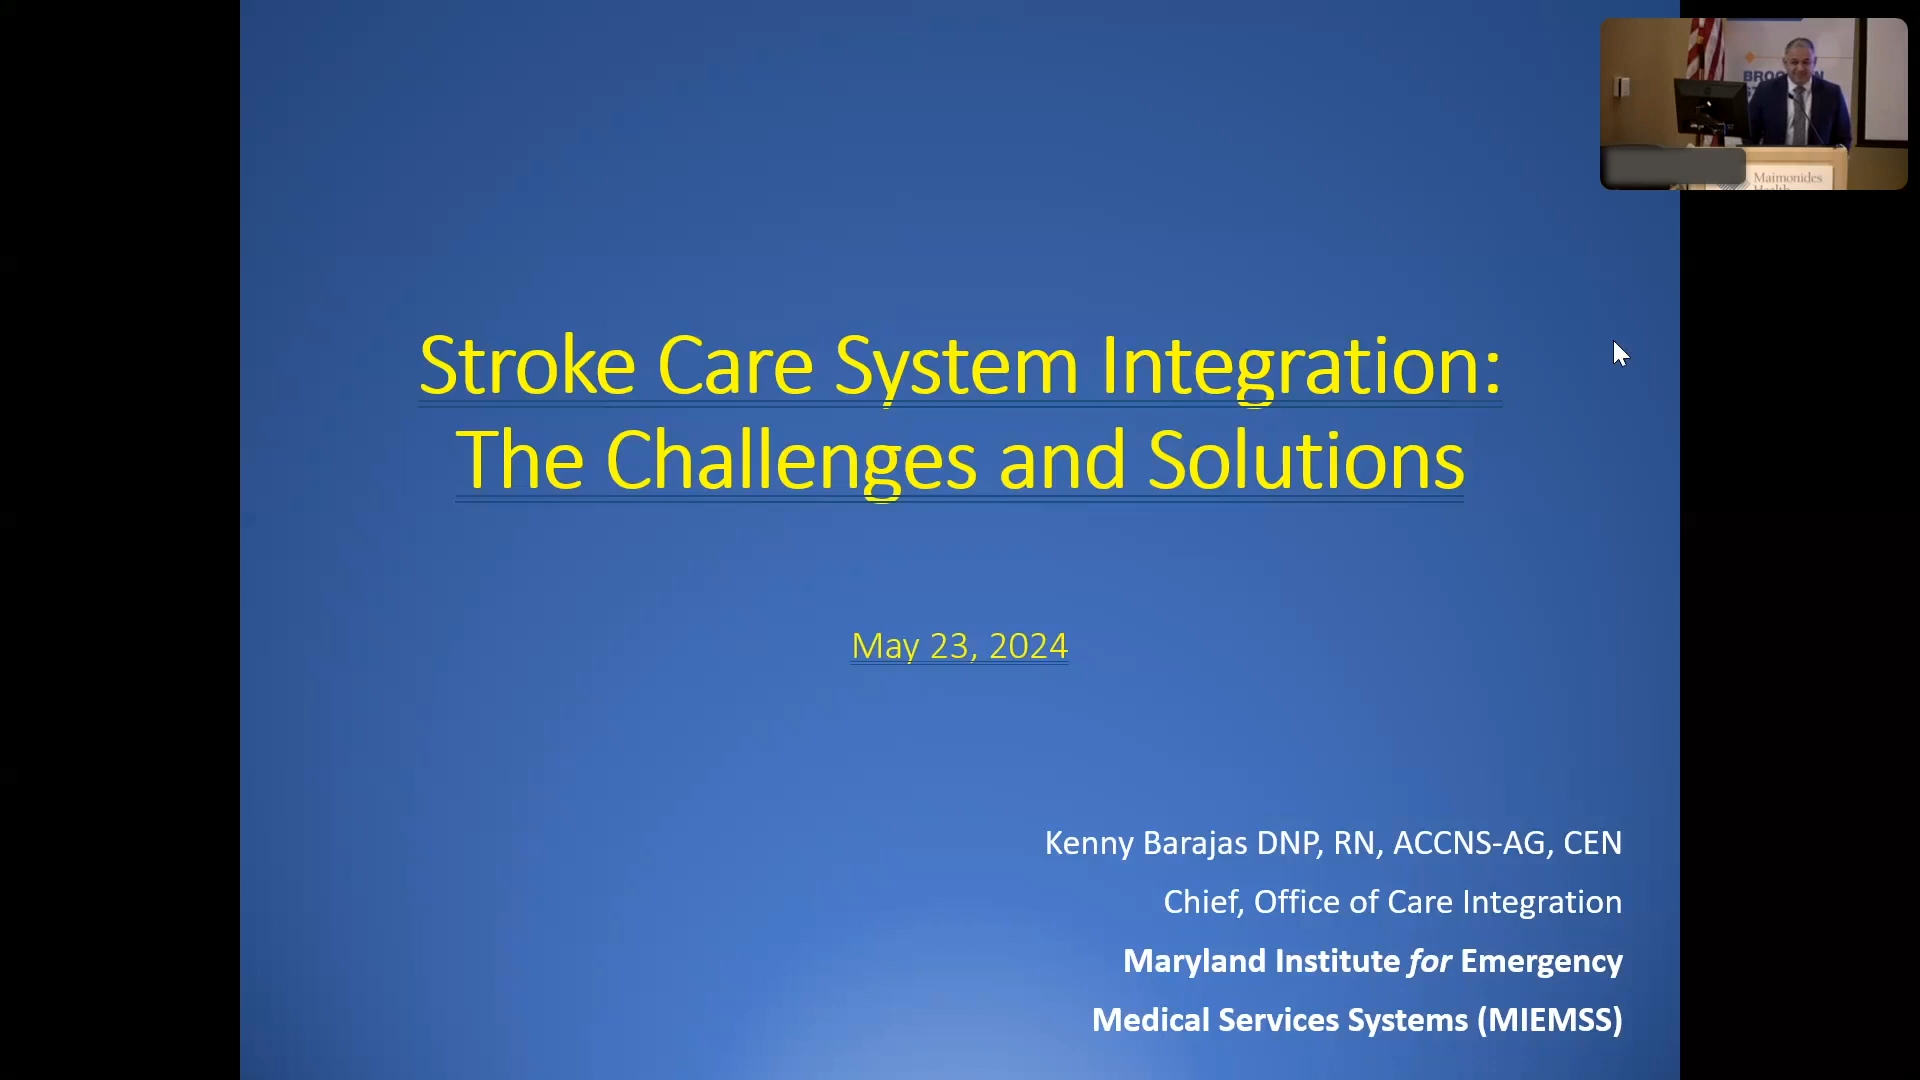 Stroke Care System Integration:
The Challenges and Solutions
May 23, 2024
Kenny Barajas DNP, RN, ACCNS-AG, CEN
Chief, Office of Care Integration
Maryland Institute for Emergency
Medical Services Systems (MIEMSS)
Maimonides
Health